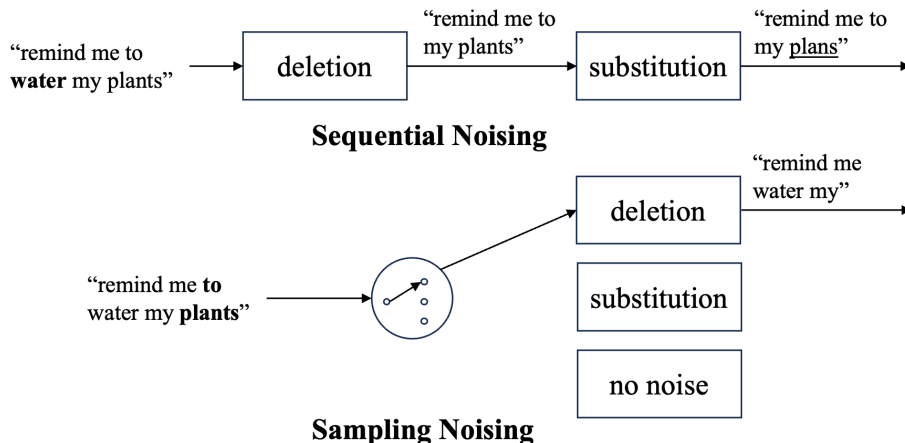 “remind me to
water my plants”
deletion
“remind me to
my plants”
substitution
“remind me to
my plans”
Sequential Noising
“remind me to
water my plants”
deletion
“remind me
water my”
substitution
no noise
Sampling Noising